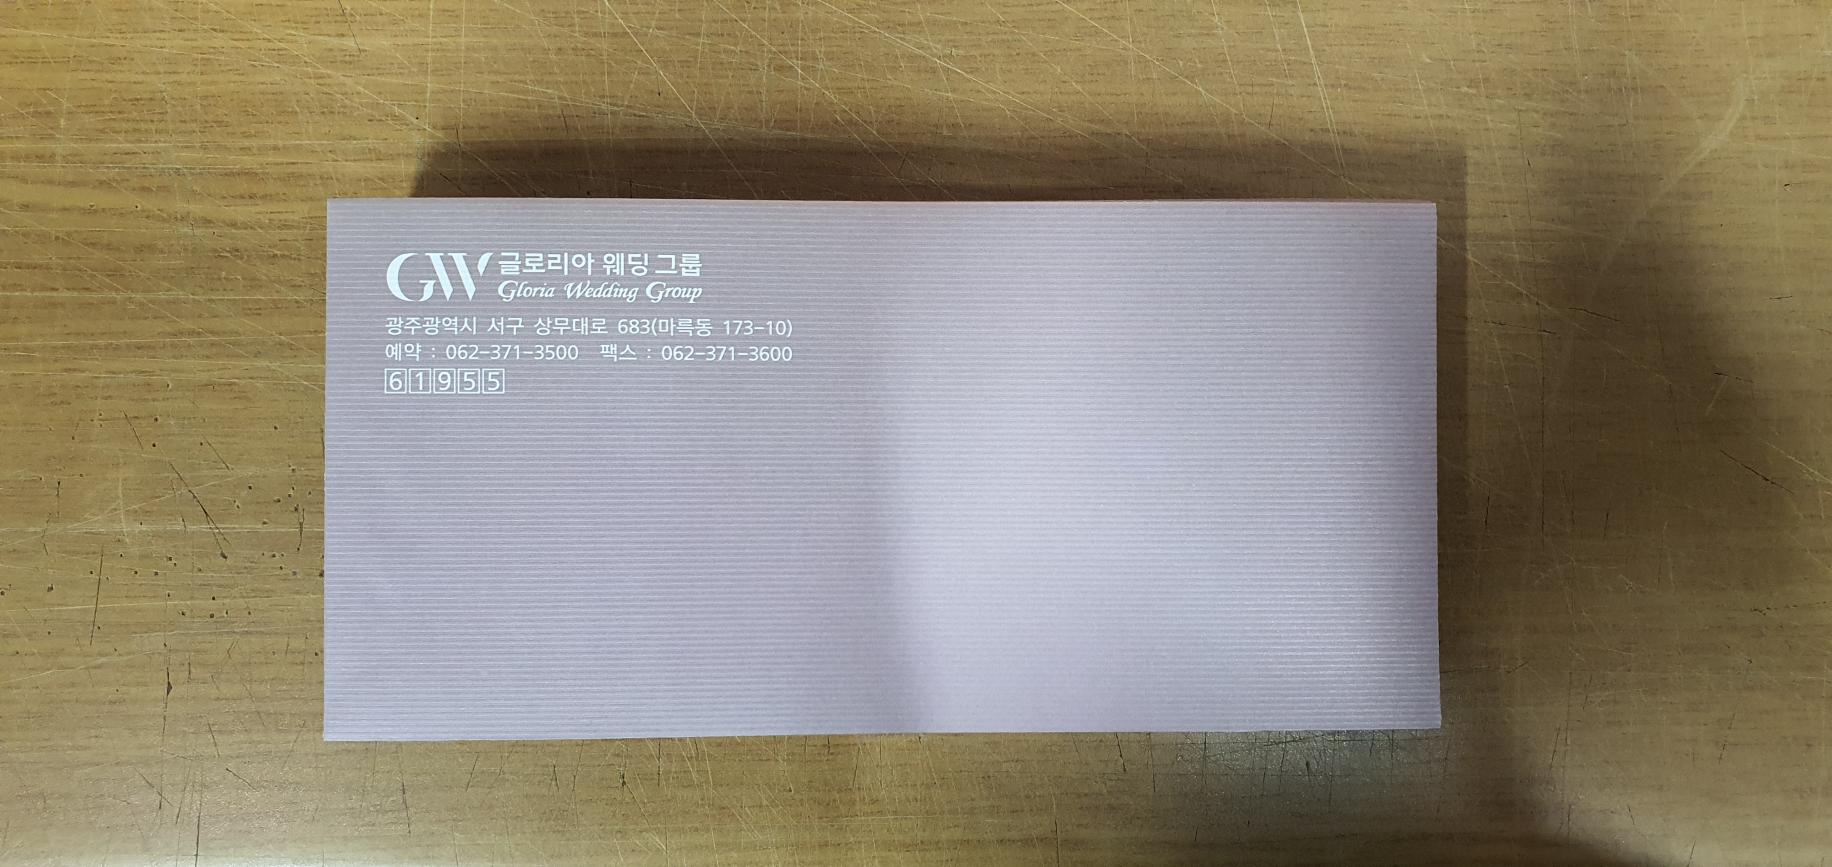 GW 글로리아 웨딩 그룹
Gloria Wedding Group
광주광역시 서구 상무대로 683(마륵동 173-10)
예약 : 062-371-3500 팩스 : 062-371-3600
61955